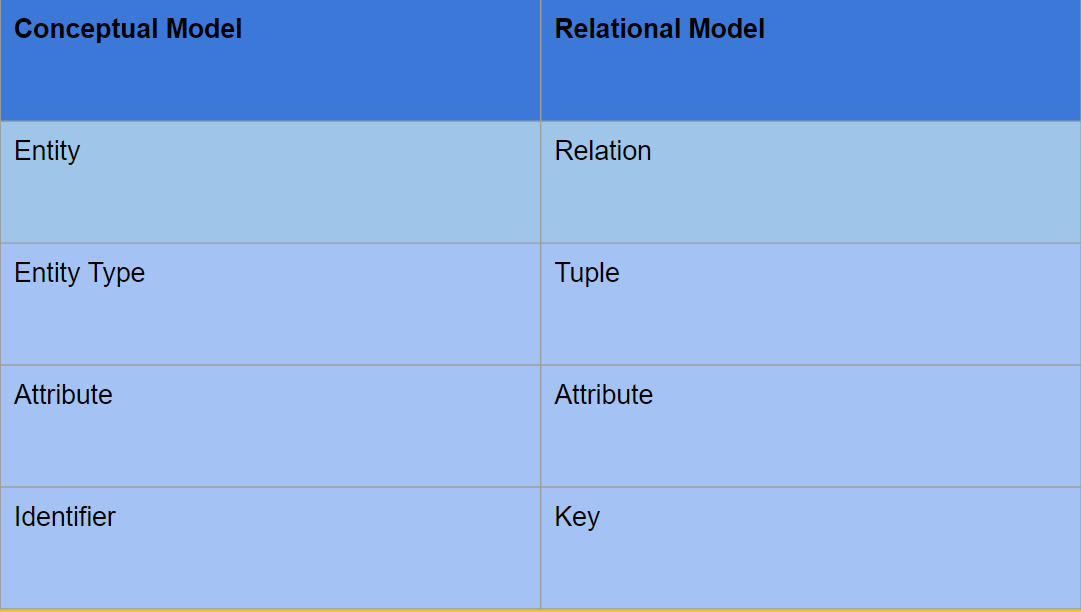 Conceptual Model
Relational Model
Entity
Relation
Entity Type
Tuple
Attribute
Attribute
Identifier
Key